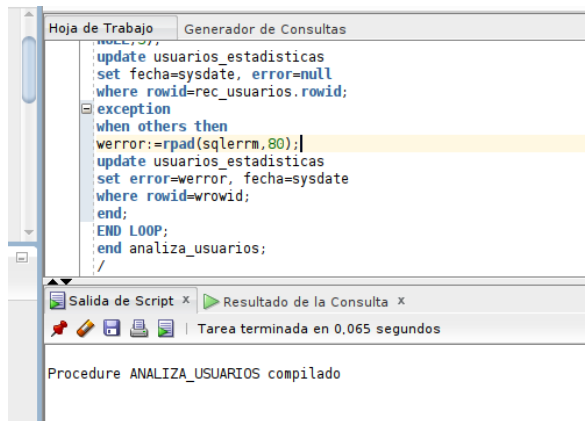 Hoja de Trabajo Generador de Consultas
NULL,5);
update usuarios_estadisticas
set fecha=sysdate, error=null
where rowid=rec_usuarios.rowid;
exception
when others then
werror:=rpad(sqlerrm,80);
update usuarios_estadisticas
set error=werror, fecha=sysdate
where rowid=wrowid;
end;
END LOOP;
end analiza_usuarios;
/
Salida de Script x Resultado de la Consulta x
Tarea terminada en 0,065 segundos
Procedure ANALIZA_USUARIOS compilado